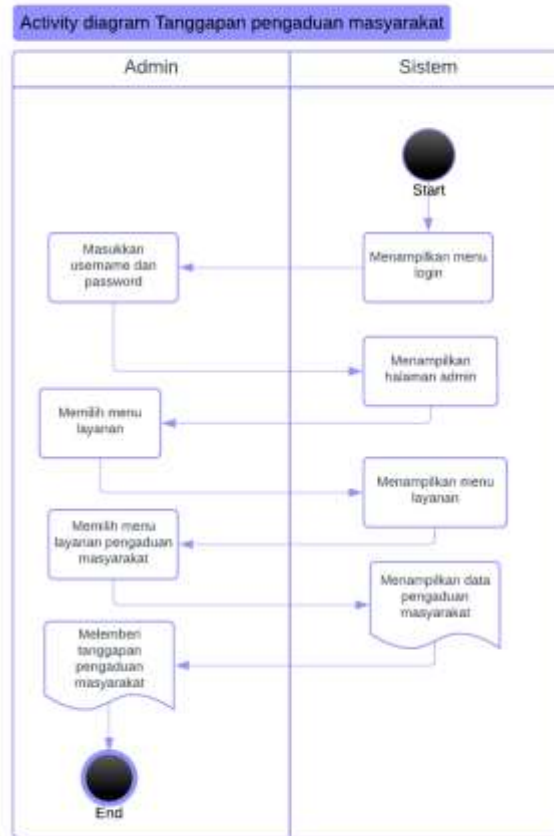 Activity diagram Tanggapan pengaduan masyarakat
Admin
Sistem
Start
Menampilkan menu
login
Masukkan
username dan
password
Menampilkan
halaman admin
Memilih menu
layanan
Menampilkan menu
layanan
Memilih menu
layanan pengaduan
masyarakat
Menampilkan data
pengaduan
masyarakat
Melemberi
tanggapan
pengaduan
masyarakat
End